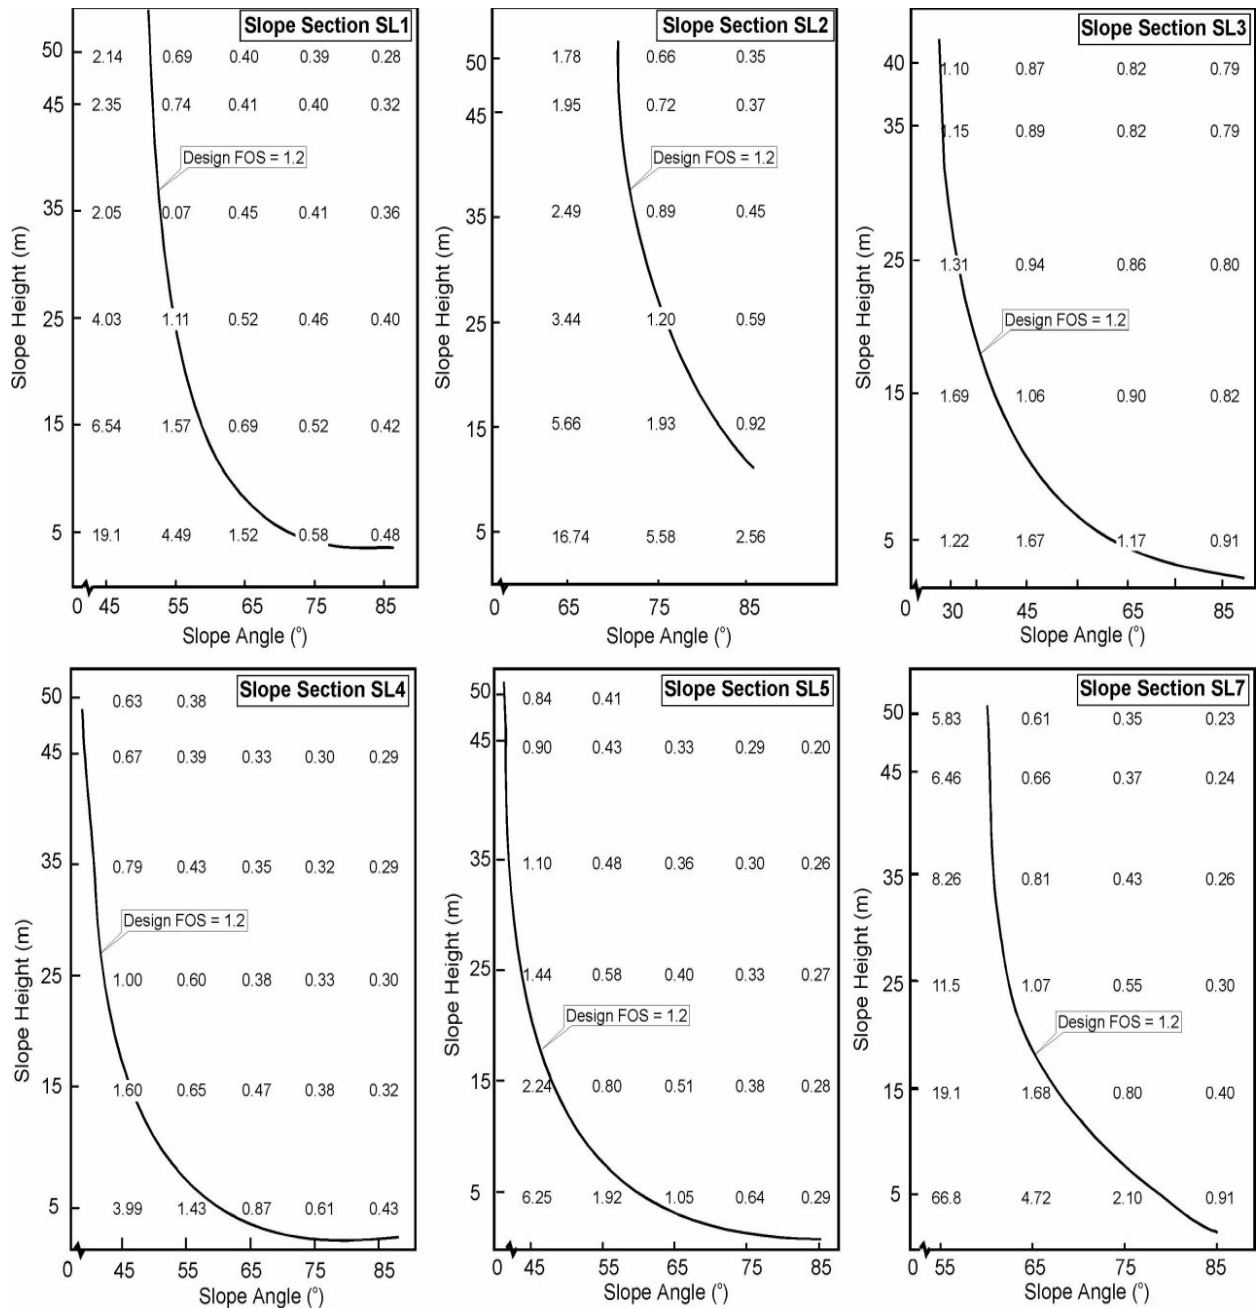 Slope Section SL1
50 2.14 0.69 0.40 0.39 0.28
45 2.35 0.74 0.41 0.40 0.32
Design FOS = 1.2
35 2.05 0.07 0.45 0.41 0.36
25 4.03 1.11 0.52 0.46 0.40
15 6.54 1.57 0.69 0.52 0.42
5 19.1 4.49 1.52 0.58 0.48
0 45 55 65 75 85
Slope Height (m)
Slope Angle (°)
Slope Section SL2
50 1.78 0.66 0.35
45 1.95 0.72 0.37
Design FOS = 1.2
35 2.49 0.89 0.45
25 3.44 1.20 0.59
15 5.66 1.93 0.92
5 16.74 5.58 2.56
0 65 75 85
Slope Height (m)
Slope Angle (°)
Slope Section SL3
40 1.10 0.87 0.82 0.79
35 1.15 0.89 0.82 0.79
25 1.31 0.94 0.86 0.80
Design FOS = 1.2
15 1.69 1.06 0.90 0.82
5 1.22 1.67 1.17 0.91
0 30 45 65 85
Slope Height (m)
Slope Angle (°)
Slope Section SL4
50 0.63 0.38
45 0.67 0.39 0.33 0.30 0.29
35 0.79 0.43 0.35 0.32 0.29
Design FOS = 1.2
25 1.00 0.60 0.38 0.33 0.30
15 1.60 0.65 0.47 0.38 0.32
5 3.99 1.43 0.87 0.61 0.43
0 45 55 65 75 85
Slope Height (m)
Slope Angle (°)
Slope Section SL5
50 0.84 0.41
45 0.90 0.43 0.33 0.29 0.20
35 1.10 0.48 0.36 0.30 0.26
25 1.44 0.58 0.40 0.33 0.27
Design FOS = 1.2
15 2.24 0.80 0.51 0.38 0.28
5 6.25 1.92 1.05 0.64 0.29
0 45 55 65 75 85
Slope Height (m)
Slope Angle (°)
Slope Section SL7
50 5.83 0.61 0.35 0.23
45 6.46 0.66 0.37 0.24
35 8.26 0.81 0.43 0.26
25 11.5 1.07 0.55 0.30
Design FOS = 1.2
15 19.1 1.68 0.80 0.40
5 66.8 4.72 2.10 0.91
0 55 65 75 85
Slope Height (m)
Slope Angle (°)